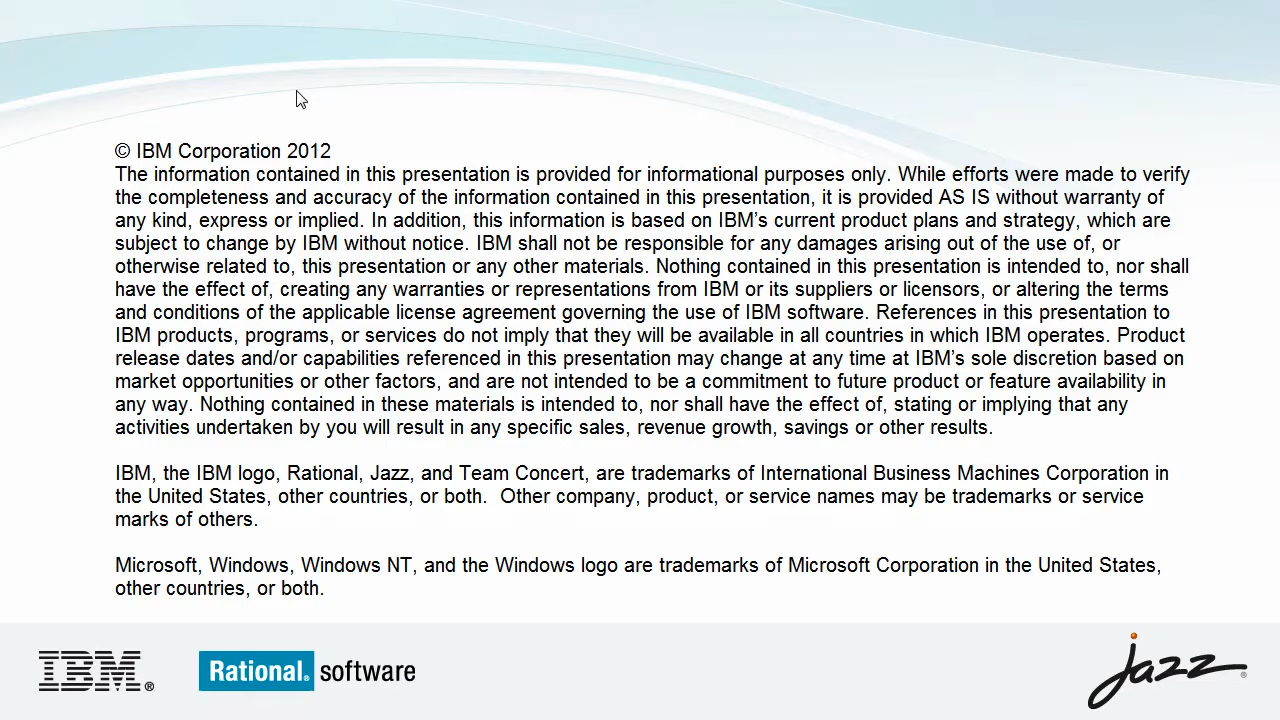 © IBM Corporation 2012
The information contained in this presentation is provided for informational purposes only. While efforts were made to verify
the completeness and accuracy of the information contained in this presentation, it is provided AS IS without warranty of
any kind, express or implied. In addition, this information is based on IBM’s current product plans and strategy, which are
subject to change by IBM without notice. IBM shall not be responsible for any damages arising out of the use of, or
otherwise related to, this presentation or any other materials. Nothing contained in this presentation is intended to, nor shall
have the effect of, creating any warranties or representations from IBM or its suppliers or licensors, or altering the terms
and conditions of the applicable license agreement governing the use of IBM software. References in this presentation to
IBM products, programs, or services do not imply that they will be available in all countries in which IBM operates. Product
release dates and/or capabilities referenced in this presentation may change at any time at IBM’s sole discretion based on
market opportunities or other factors, and are not intended to be a commitment to future product or feature availability in
any way. Nothing contained in these materials is intended to, nor shall have the effect of, stating or implying that any
activities undertaken by you will result in any specific sales, revenue growth, savings or other results.
IBM, the IBM logo, Rational, Jazz, and Team Concert, are trademarks of International Business Machines Corporation in
the United States, other countries, or both.  Other company, product, or service names may be trademarks or service
marks of others.
Microsoft, Windows, Windows NT, and the Windows logo are trademarks of Microsoft Corporation in the United States,
other countries, or both.
IBM® Rational® software jazz®